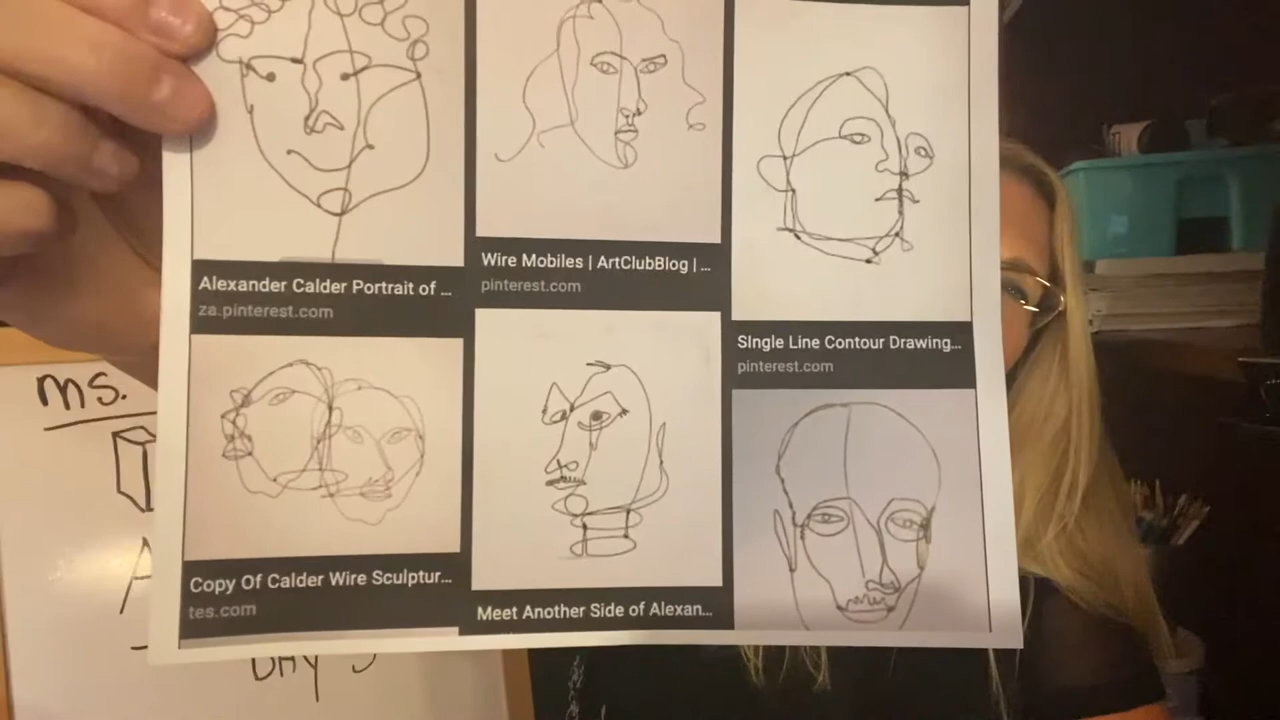 Alexander Calder Portrait of ...
za.pinterest.com
Wire Mobiles | ArtClubBlog | ...
pinterest.com
SIngle Line Contour Drawing...
pinterest.com
Copy Of Calder Wire Sculptur...
tes.com
Meet Another Side of Alexan...
ms.
A
DAY